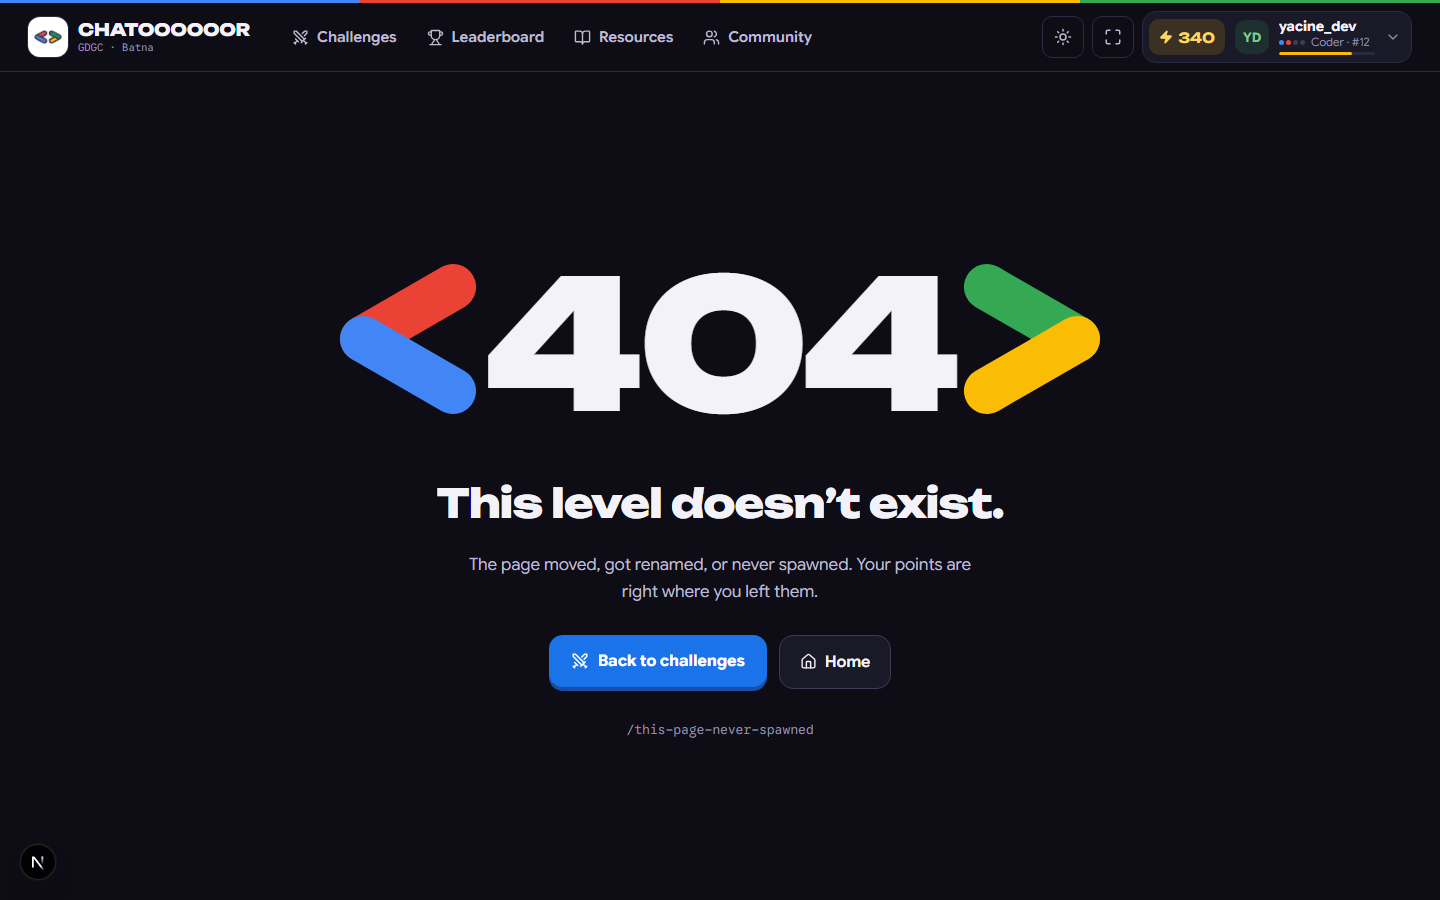 CHATOOOOOOR
GDGC · Batna
Challenges
Leaderboard
Resources
Community
340
YD
yacine_dev
Coder · #12
<404>
This level doesn’t exist.
The page moved, got renamed, or never spawned. Your points are
right where you left them.
Back to challenges
Home
/this-page-never-spawned
N